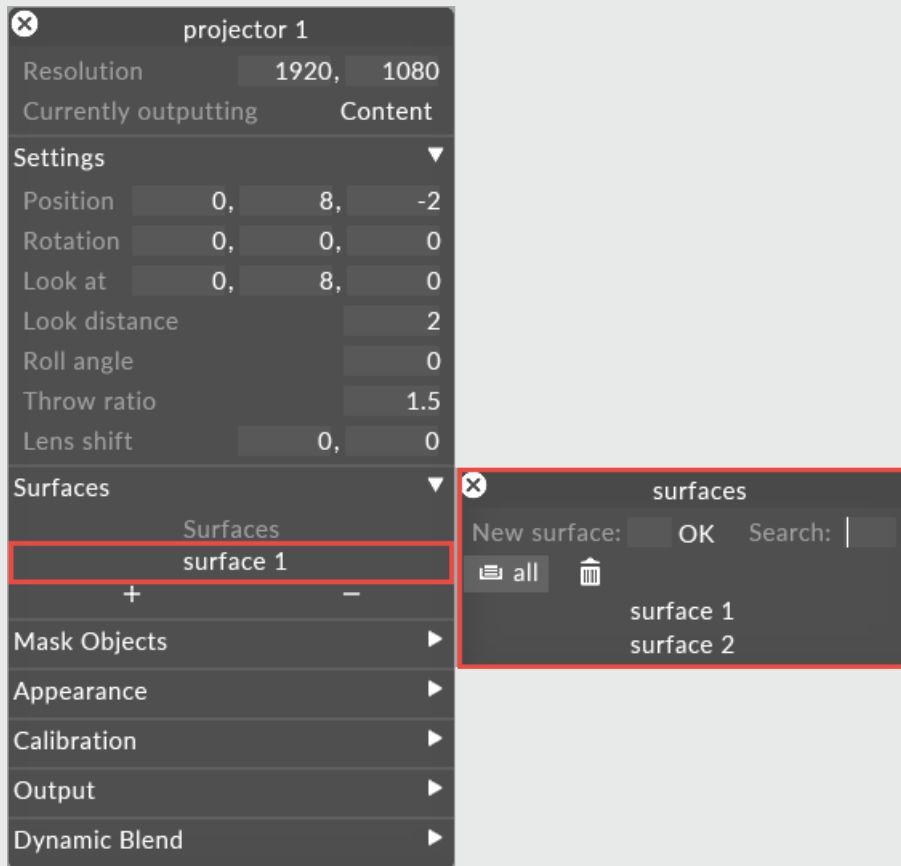 projector 1
Resolution 1920, 1080
Currently outputting Content
Settings
Position 0, 8, -2
Rotation 0, 0, 0
Look at 0, 8, 0
Look distance 2
Roll angle 0
Throw ratio 1.5
Lens shift 0, 0
Surfaces
Surfaces
surface 1
+ −
Mask Objects
Appearance
Calibration
Output
Dynamic Blend
surfaces
New surface: OK Search:
all
surface 1
surface 2